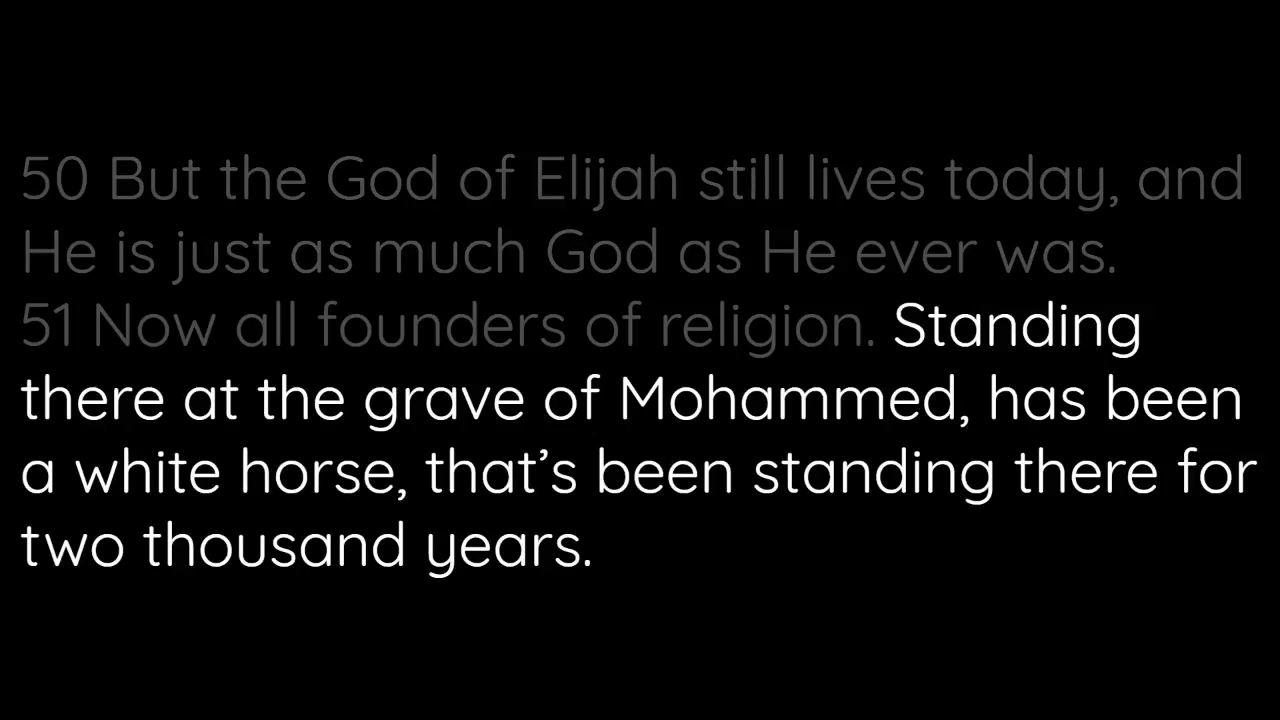 50 But the God of Elijah still lives today, and
He is just as much God as He ever was.
51 Now all founders of religion. Standing
there at the grave of Mohammed, has been
a white horse, that’s been standing there for
two thousand years.